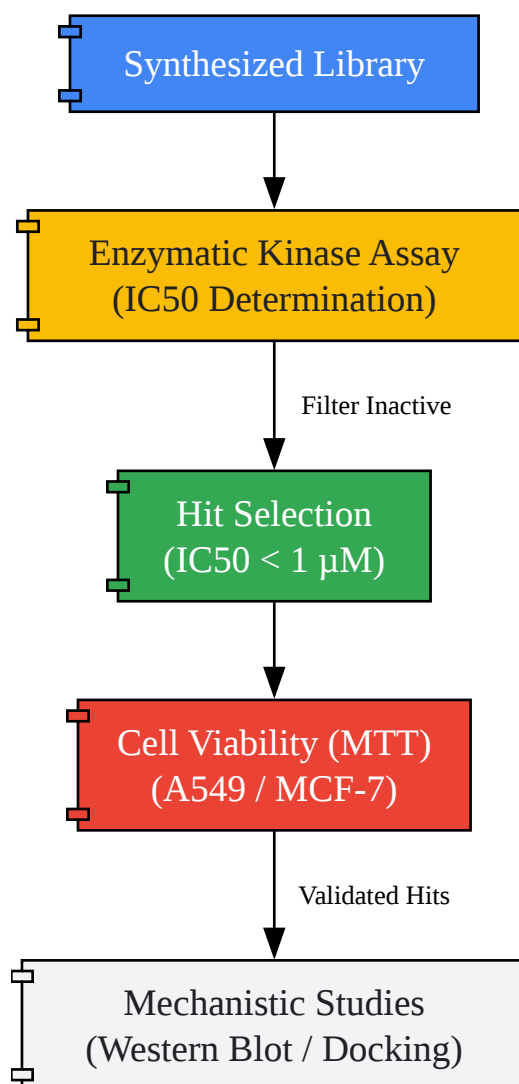 Synthesized Library
Enzymatic Kinase Assay
(IC50 Determination)
Filter Inactive
Hit Selection
(IC50 < 1 µM)
Cell Viability (MTT)
(A549 / MCF-7)
Validated Hits
Mechanistic Studies
(Western Blot / Docking)